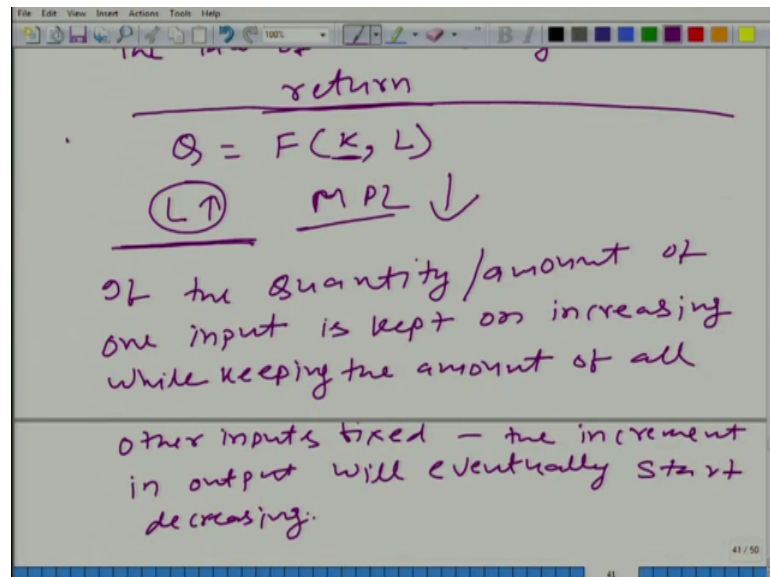 File Edit View Insert Actions Tools Help
100%
B I
return
Q = F(K, L)
L↑ MPL ↓
If the Quantity/amount of
one input is kept on increasing
while keeping the amount of all
other inputs fixed – the increment
in output will eventually start
decreasing.
41/50
41